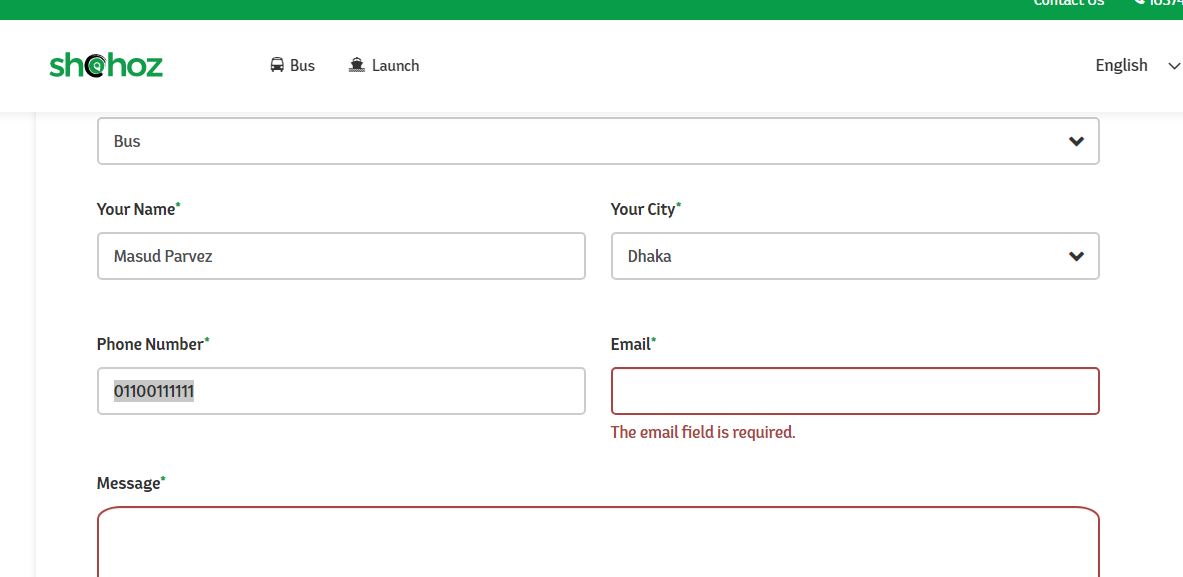 Contact Us 16374
shohoz
Bus Launch English
Bus
Your Name* Your City*
Masud Parvez Dhaka
Phone Number* Email*
01100111111
The email field is required.
Message*